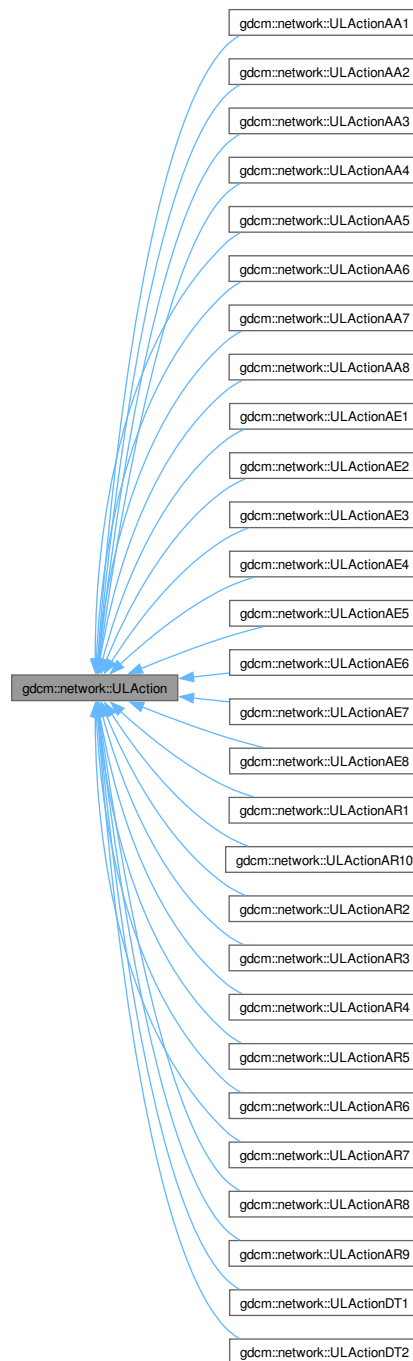 gdcm::network::ULActionAA1
gdcm::network::ULActionAA2
gdcm::network::ULActionAA3
gdcm::network::ULActionAA4
gdcm::network::ULActionAA5
gdcm::network::ULActionAA6
gdcm::network::ULActionAA7
gdcm::network::ULActionAA8
gdcm::network::ULActionAE1
gdcm::network::ULActionAE2
gdcm::network::ULActionAE3
gdcm::network::ULActionAE4
gdcm::network::ULActionAE5
gdcm::network::ULActionAE6
gdcm::network::ULAction
gdcm::network::ULActionAE7
gdcm::network::ULActionAE8
gdcm::network::ULActionAR1
gdcm::network::ULActionAR10
gdcm::network::ULActionAR2
gdcm::network::ULActionAR3
gdcm::network::ULActionAR4
gdcm::network::ULActionAR5
gdcm::network::ULActionAR6
gdcm::network::ULActionAR7
gdcm::network::ULActionAR8
gdcm::network::ULActionAR9
gdcm::network::ULActionDT1
gdcm::network::ULActionDT2